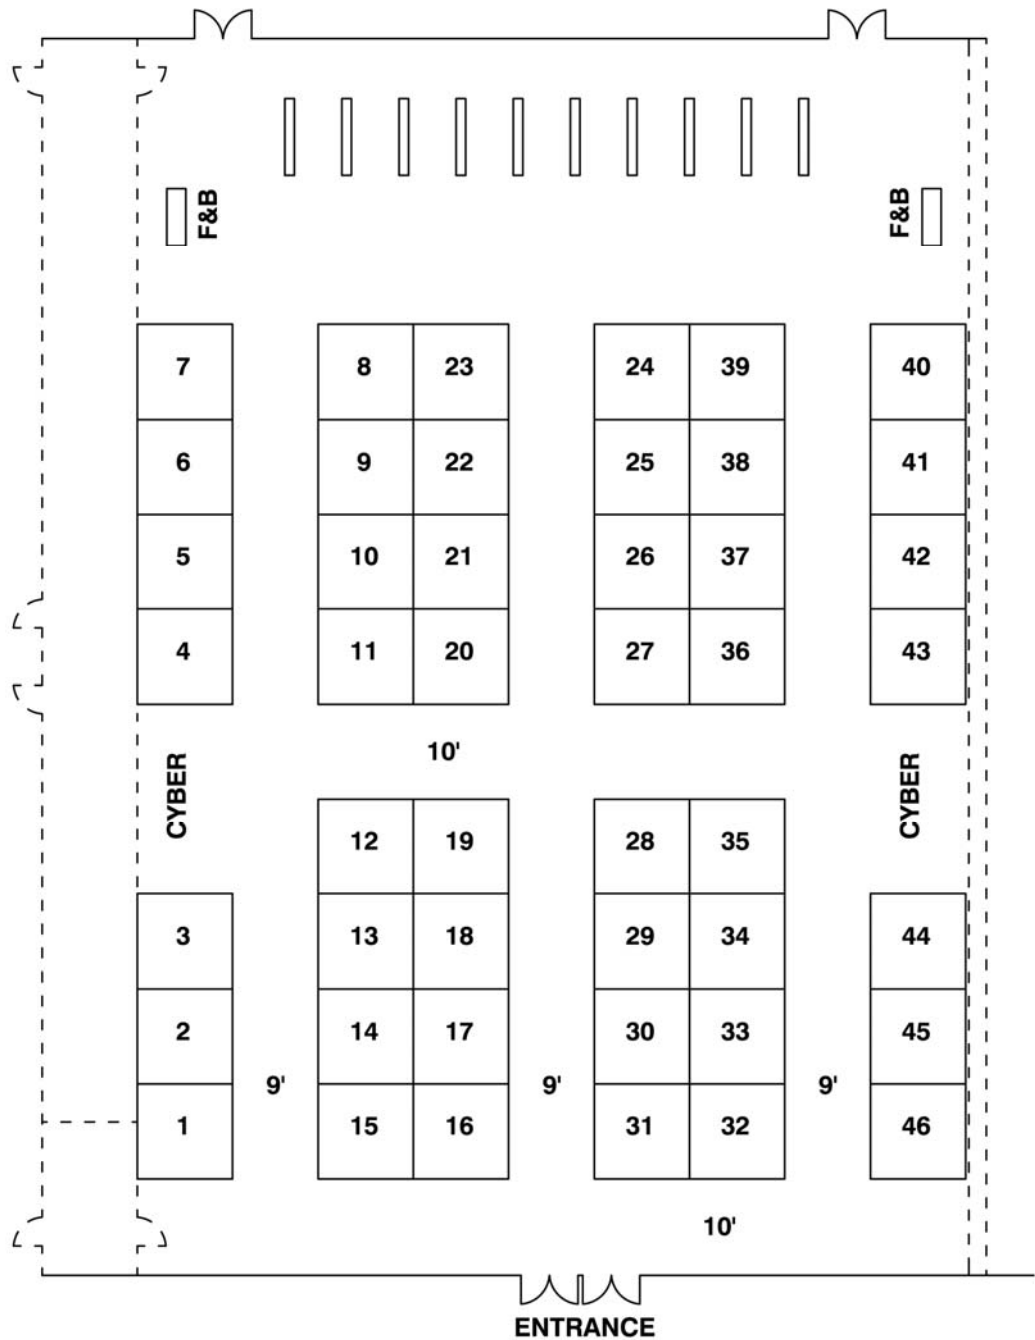 F&B F&B
7 8 23 24 39 40
6 9 22 25 38 41
5 10 21 26 37 42
4 11 20 27 36 43
10'
CYBER CYBER
12 19 28 35
3 13 18 29 34 44
2 14 17 30 33 45
9' 9' 9'
1 15 16 31 32 46
10'
ENTRANCE